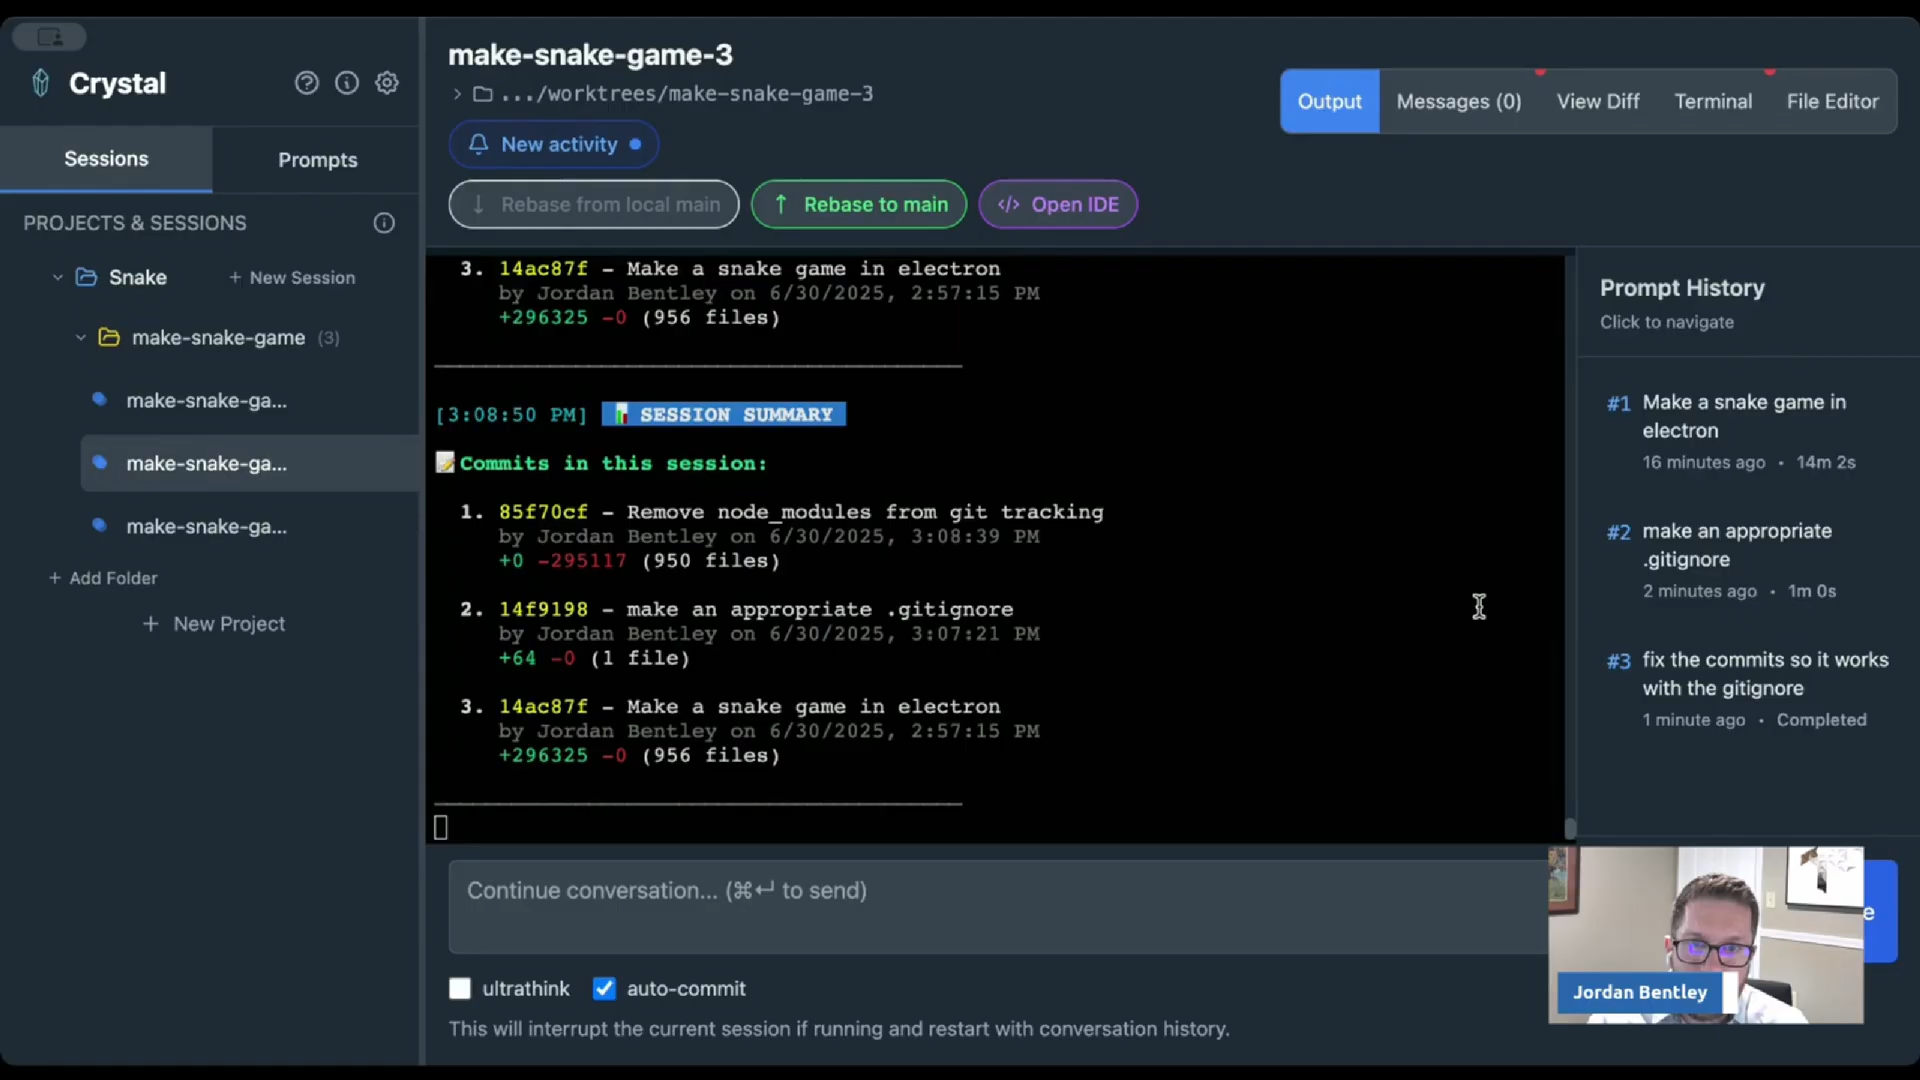 Crystal
Sessions
Prompts
PROJECTS & SESSIONS
Snake
+ New Session
make-snake-game (3)
make-snake-ga...
make-snake-ga...
make-snake-ga...
+ Add Folder
+ New Project
make-snake-game-3
> .../worktrees/make-snake-game-3
New activity
↓ Rebase from local main
↑ Rebase to main
</> Open IDE
Output
Messages (0)
View Diff
Terminal
File Editor
3. 14ac87f – Make a snake game in electron
by Jordan Bentley on 6/30/2025, 2:57:15 PM
+296325 -0 (956 files)
[3:08:50 PM] SESSION SUMMARY
Commits in this session:
1. 85f70cf – Remove node_modules from git tracking
by Jordan Bentley on 6/30/2025, 3:08:39 PM
+0 -295117 (950 files)
2. 14f9198 – make an appropriate .gitignore
by Jordan Bentley on 6/30/2025, 3:07:21 PM
+64 -0 (1 file)
3. 14ac87f – Make a snake game in electron
by Jordan Bentley on 6/30/2025, 2:57:15 PM
+296325 -0 (956 files)
Prompt History
Click to navigate
#1 Make a snake game in
electron
16 minutes ago • 14m 2s
#2 make an appropriate
.gitignore
2 minutes ago • 1m 0s
#3 fix the commits so it works
with the gitignore
1 minute ago • Completed
Continue conversation... (⌘↵ to send)
ultrathink
auto-commit
This will interrupt the current session if running and restart with conversation history.
Jordan Bentley